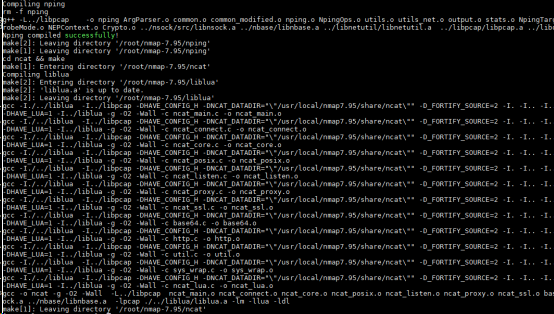 Compiling nping
rm -f nping
g++ -L../libpcap    -o nping ArgParser.o common.o common_modified.o nping.o NpingOps.o utils.o utils_net.o output.o stats.o NpingTar
robeMode.o NEPContext.o Crypto.o ../nsock/src/libnsock.a ../nbase/libnbase.a ../libnetutil/libnetutil.a  ../libpcap/libpcap.a ../lib
Nping compiled successfully!
make[2]: Leaving directory '/root/nmap-7.95/nping'
make[1]: Leaving directory '/root/nmap-7.95/nping'
cd ncat && make
make[1]: Entering directory '/root/nmap-7.95/ncat'
Compiling liblua
make[2]: Entering directory '/root/nmap-7.95/liblua'
make[2]: 'liblua.a' is up to date.
make[2]: Leaving directory '/root/nmap-7.95/liblua'
gcc -I./../liblua  -I../libpcap -DHAVE_CONFIG_H -DNCAT_DATADIR="\"/usr/local/nmap7.95/share/ncat\"" -D_FORTIFY_SOURCE=2 -I. -I.. -I.
-DHAVE_LUA=1 -I../liblua -g -O2 -Wall -c ncat_main.c -o ncat_main.o
gcc -I./../liblua  -I../libpcap -DHAVE_CONFIG_H -DNCAT_DATADIR="\"/usr/local/nmap7.95/share/ncat\"" -D_FORTIFY_SOURCE=2 -I. -I.. -I.
-DHAVE_LUA=1 -I../liblua -g -O2 -Wall -c ncat_connect.c -o ncat_connect.o
gcc -I./../liblua  -I../libpcap -DHAVE_CONFIG_H -DNCAT_DATADIR="\"/usr/local/nmap7.95/share/ncat\"" -D_FORTIFY_SOURCE=2 -I. -I.. -I.
-DHAVE_LUA=1 -I../liblua -g -O2 -Wall -c ncat_core.c -o ncat_core.o
gcc -I./../liblua  -I../libpcap -DHAVE_CONFIG_H -DNCAT_DATADIR="\"/usr/local/nmap7.95/share/ncat\"" -D_FORTIFY_SOURCE=2 -I. -I.. -I.
-DHAVE_LUA=1 -I../liblua -g -O2 -Wall -c ncat_posix.c -o ncat_posix.o
gcc -I./../liblua  -I../libpcap -DHAVE_CONFIG_H -DNCAT_DATADIR="\"/usr/local/nmap7.95/share/ncat\"" -D_FORTIFY_SOURCE=2 -I. -I.. -I.
-DHAVE_LUA=1 -I../liblua -g -O2 -Wall -c ncat_listen.c -o ncat_listen.o
gcc -I./../liblua  -I../libpcap -DHAVE_CONFIG_H -DNCAT_DATADIR="\"/usr/local/nmap7.95/share/ncat\"" -D_FORTIFY_SOURCE=2 -I. -I.. -I.
-DHAVE_LUA=1 -I../liblua -g -O2 -Wall -c ncat_proxy.c -o ncat_proxy.o
gcc -I./../liblua  -I../libpcap -DHAVE_CONFIG_H -DNCAT_DATADIR="\"/usr/local/nmap7.95/share/ncat\"" -D_FORTIFY_SOURCE=2 -I. -I.. -I.
-DHAVE_LUA=1 -I../liblua -g -O2 -Wall -c ncat_ssl.c -o ncat_ssl.o
gcc -I./../liblua  -I../libpcap -DHAVE_CONFIG_H -DNCAT_DATADIR="\"/usr/local/nmap7.95/share/ncat\"" -D_FORTIFY_SOURCE=2 -I. -I.. -I.
-DHAVE_LUA=1 -I../liblua -g -O2 -Wall -c base64.c -o base64.o
gcc -I./../liblua  -I../libpcap -DHAVE_CONFIG_H -DNCAT_DATADIR="\"/usr/local/nmap7.95/share/ncat\"" -D_FORTIFY_SOURCE=2 -I. -I.. -I.
-DHAVE_LUA=1 -I../liblua -g -O2 -Wall -c http.c -o http.o
gcc -I./../liblua  -I../libpcap -DHAVE_CONFIG_H -DNCAT_DATADIR="\"/usr/local/nmap7.95/share/ncat\"" -D_FORTIFY_SOURCE=2 -I. -I.. -I.
-DHAVE_LUA=1 -I../liblua -g -O2 -Wall -c util.c -o util.o
gcc -I./../liblua  -I../libpcap -DHAVE_CONFIG_H -DNCAT_DATADIR="\"/usr/local/nmap7.95/share/ncat\"" -D_FORTIFY_SOURCE=2 -I. -I.. -I.
-DHAVE_LUA=1 -I../liblua -g -O2 -Wall -c sys_wrap.c -o sys_wrap.o
gcc -I./../liblua  -I../libpcap -DHAVE_CONFIG_H -DNCAT_DATADIR="\"/usr/local/nmap7.95/share/ncat\"" -D_FORTIFY_SOURCE=2 -I. -I.. -I.
-DHAVE_LUA=1 -I../liblua -g -O2 -Wall -c ncat_lua.c -o ncat_lua.o
gcc -o ncat -g -O2 -Wall  -L../libpcap  ncat_main.o ncat_connect.o ncat_core.o ncat_posix.o ncat_listen.o ncat_proxy.o ncat_ssl.o bas
ock.a ../nbase/libnbase.a  -lpcap ./../liblua/liblua.a -lm -llua -ldl
make[1]: Leaving directory '/root/nmap-7.95/ncat'